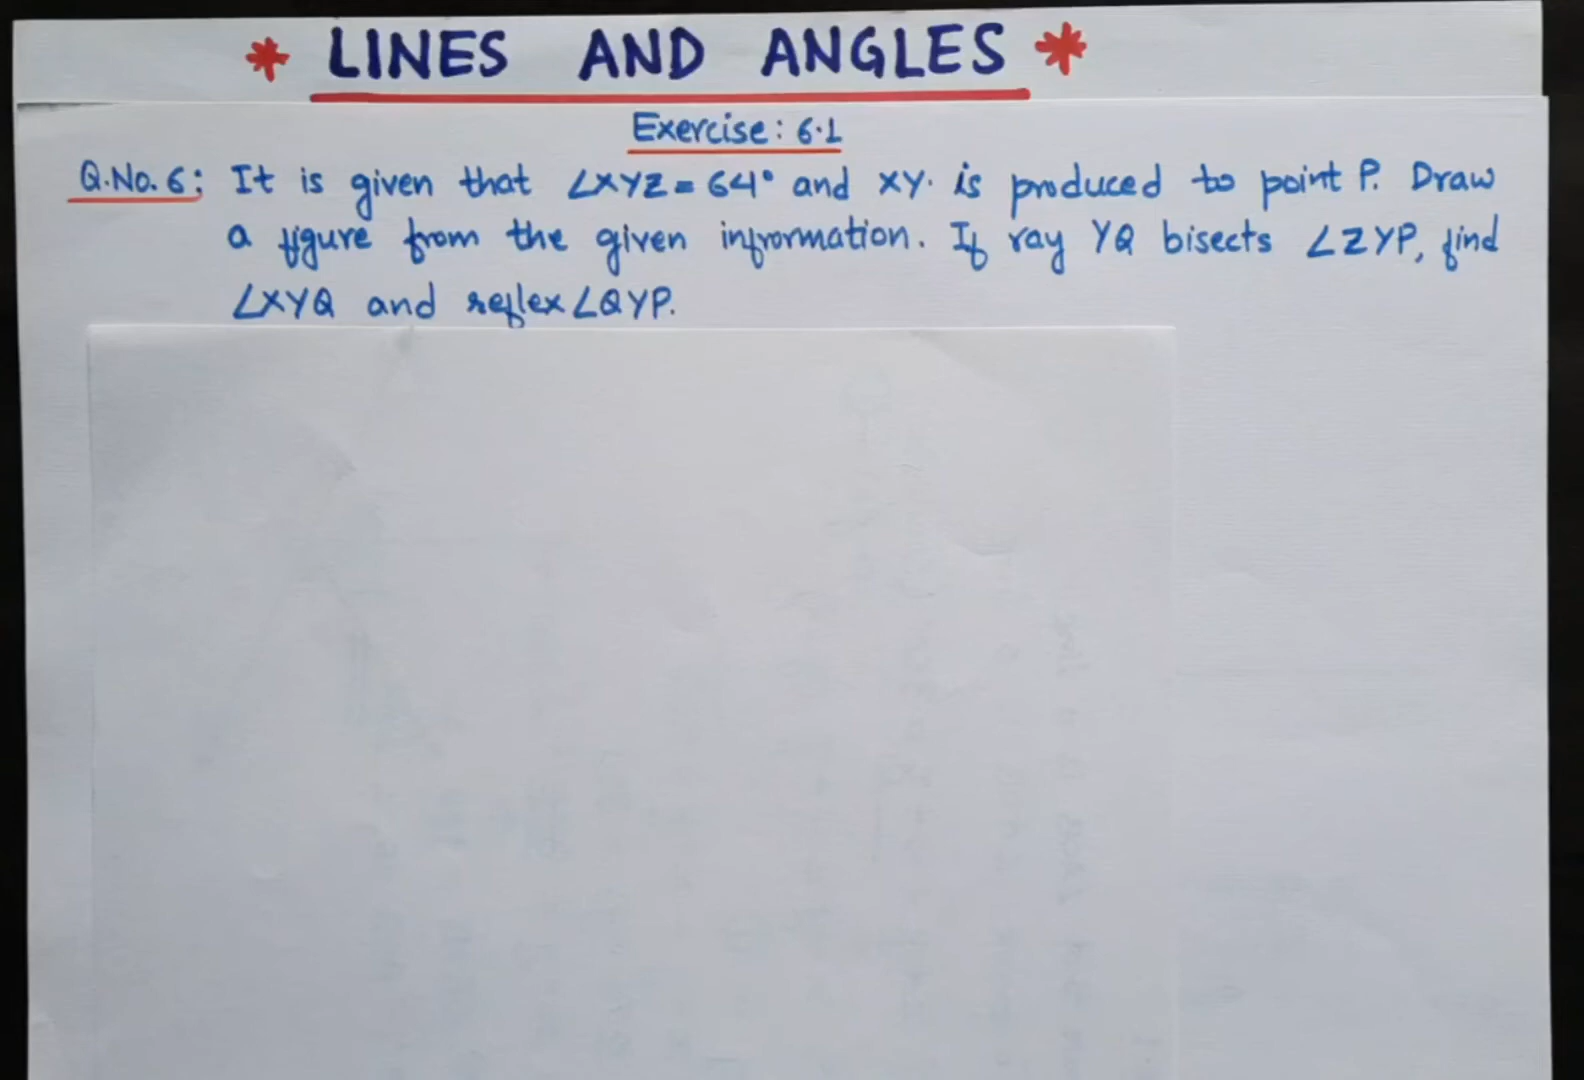 * LINES AND ANGLES *
Exercise: 6.1
Q.No. 6: It is given that ∠XYZ = 64° and XY. is produced to point P. Draw
a figure from the given infrormation. If ray YQ bisects ∠ZYP, find
∠XYQ and reflex ∠QYP.